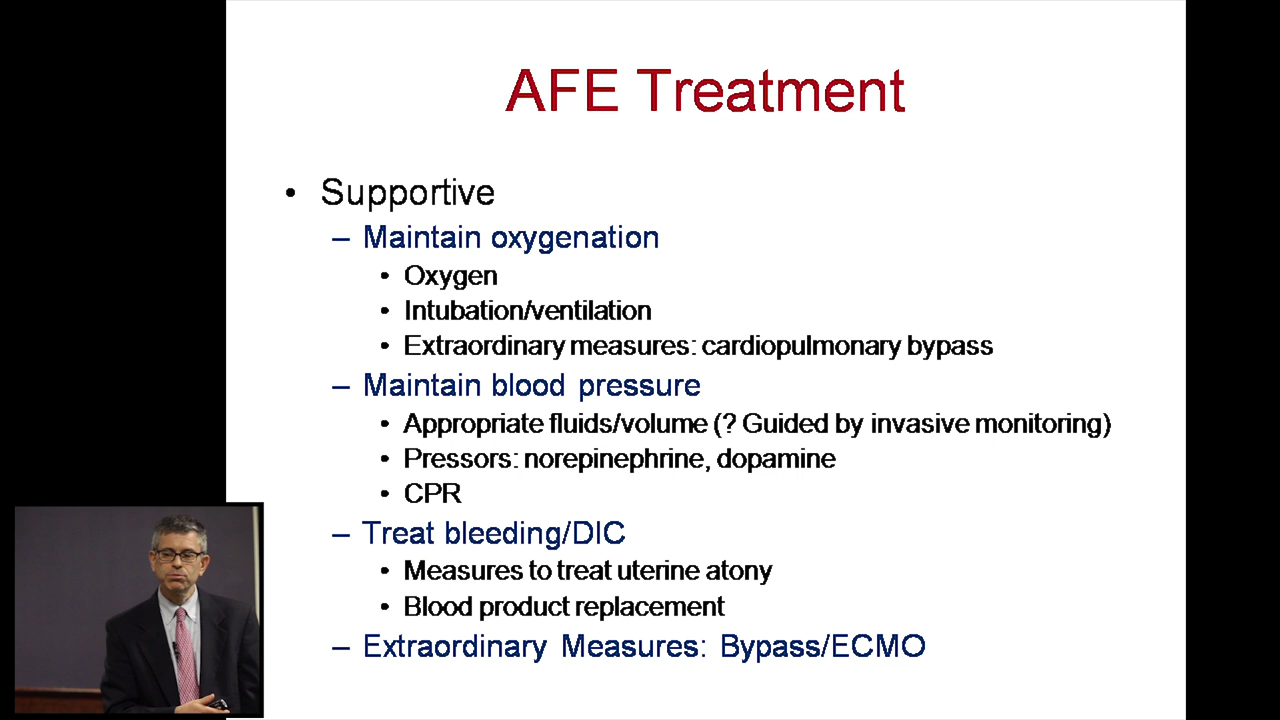 AFE Treatment
• Supportive
– Maintain oxygenation
• Oxygen
• Intubation/ventilation
• Extraordinary measures: cardiopulmonary bypass
– Maintain blood pressure
• Appropriate fluids/volume (? Guided by invasive monitoring)
• Pressors: norepinephrine, dopamine
• CPR
– Treat bleeding/DIC
• Measures to treat uterine atony
• Blood product replacement
– Extraordinary Measures: Bypass/ECMO